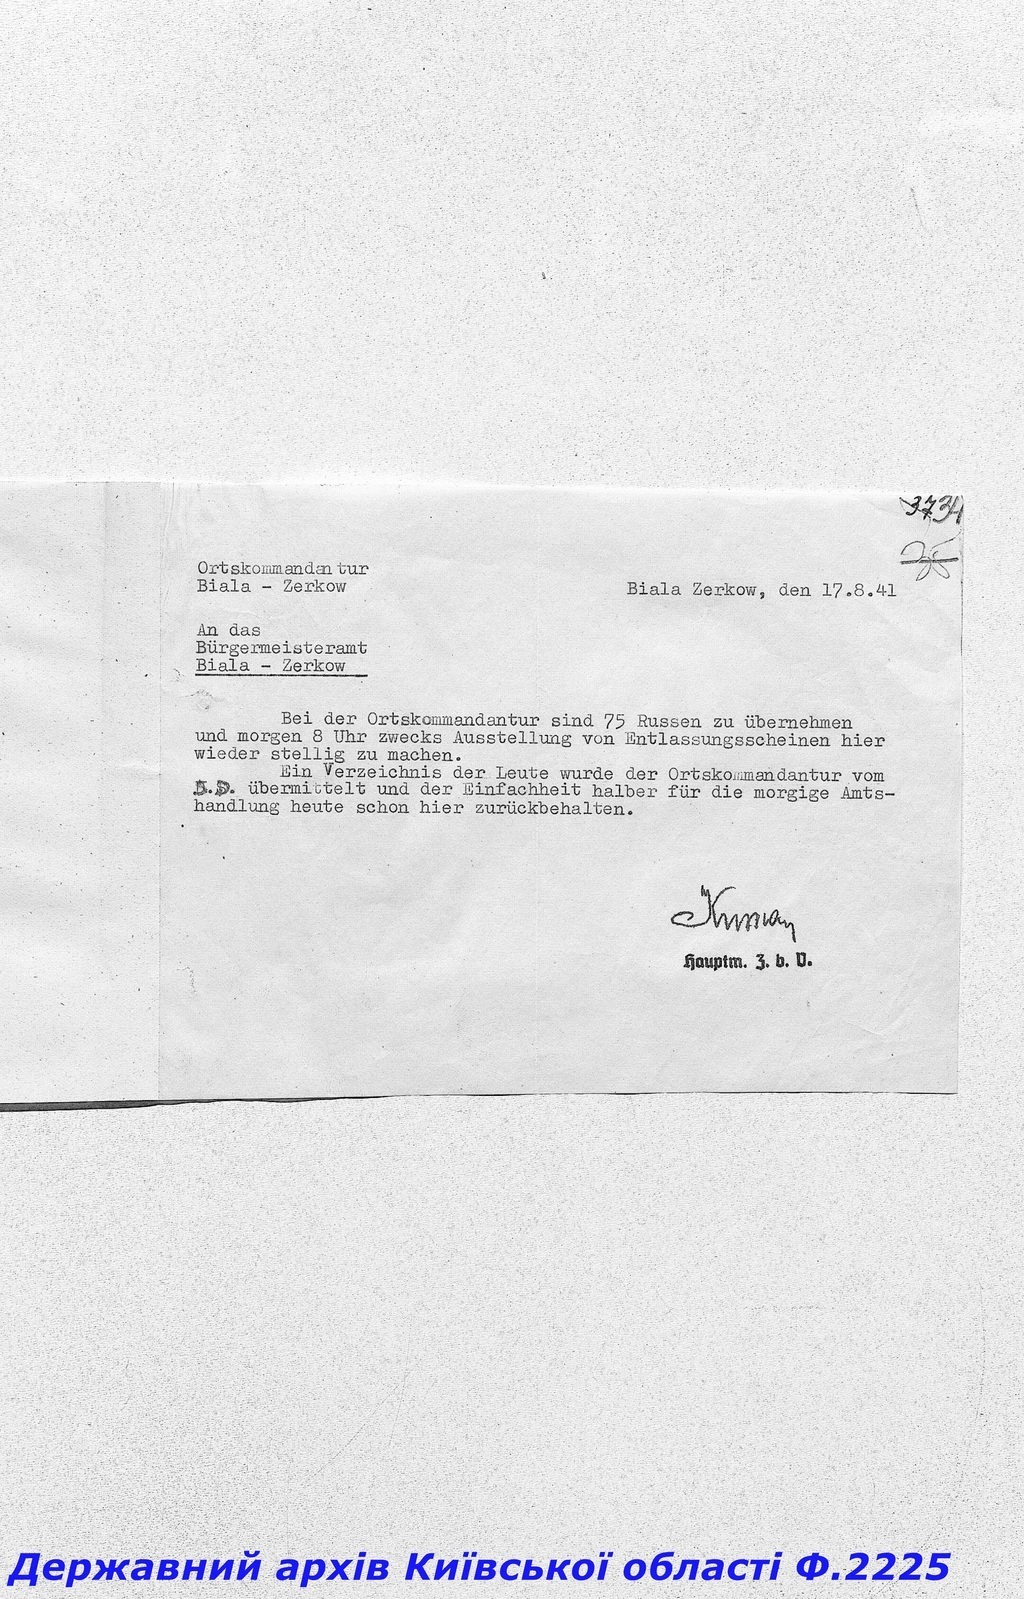 3734
Ortskommandantur
Biala - Zerkow
Biala Zerkow, den 17.8.41
An das
Bürgermeisteramt
Biala - Zerkow
Bei der Ortskommandantur sind 75 Russen zu übernehmen
und morgen 8 Uhr zwecks Ausstellung von Entlassungsscheinen hier
wieder stellig zu machen.
Ein Verzeichnis der Leute wurde der Ortskommandantur vom
S.D. übermittelt und der Einfachheit halber für die morgige Amts-
handlung heute schon hier zurückbehalten.
Hauptm. z. b. V.
Державний архів Київської області Ф.2225